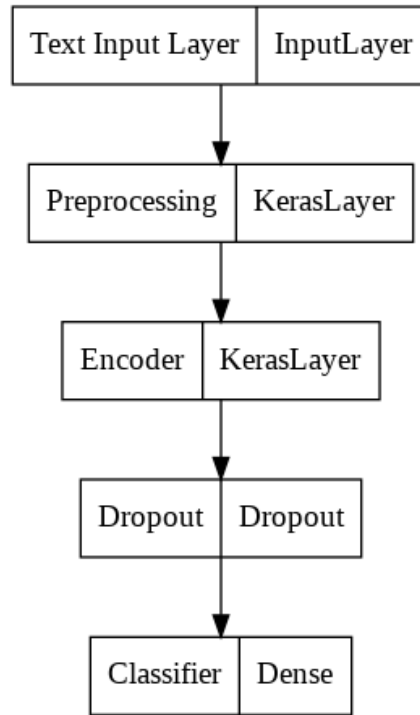 Text Input Layer InputLayer
Preprocessing KerasLayer
Encoder KerasLayer
Dropout Dropout
Classifier Dense